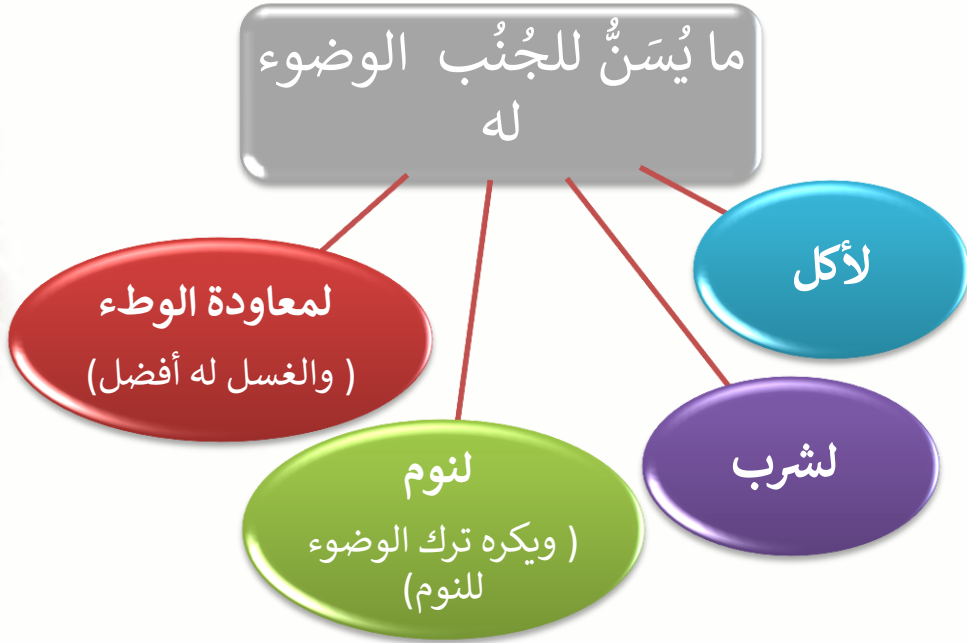 ما يُسَنُّ للجُنُب الوضوء
له
لأكل
لشرب
لنوم
( ويكره ترك الوضوء
للنوم)
لمعاودة الوطء
( والغسل له أفضل)